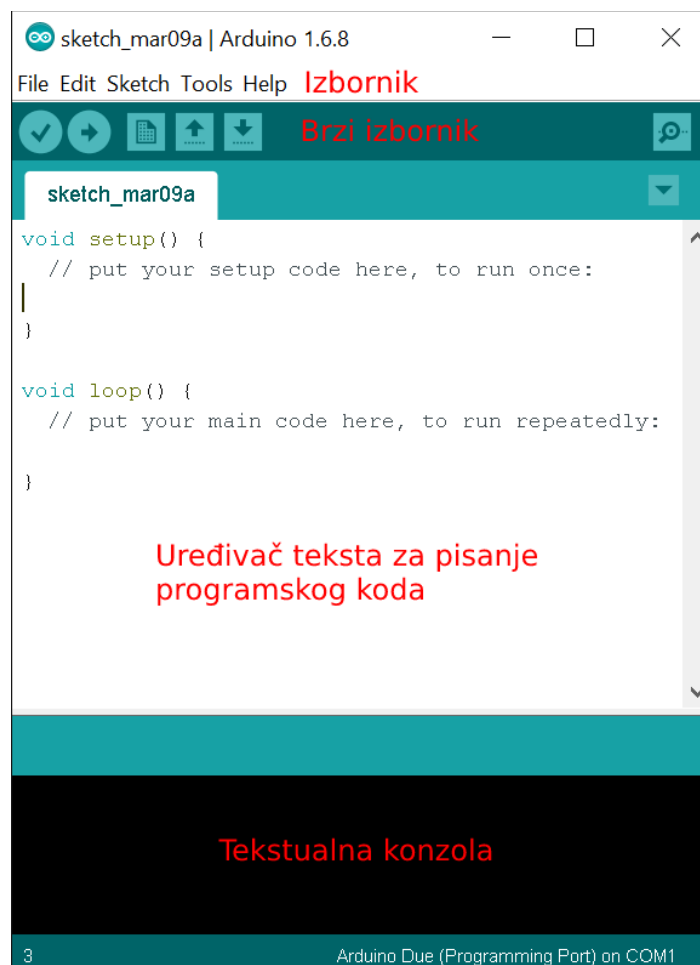 sketch_mar09a | Arduino 1.6.8
File Edit Sketch Tools Help Izbornik
Brzi izbornik
sketch_mar09a
void setup() {
  // put your setup code here, to run once:
}
void loop() {
  // put your main code here, to run repeatedly:
}
Uređivač teksta za pisanje
programskog koda
Tekstualna konzola
3 Arduino Due (Programming Port) on COM1